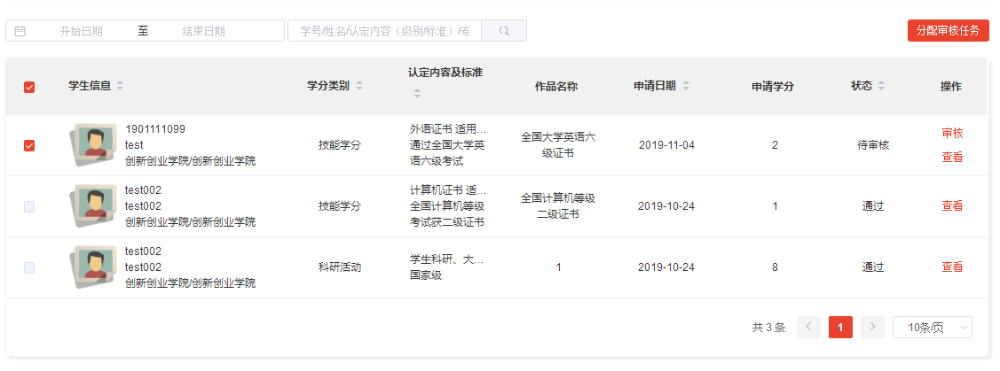 开始日期 至 结束日期 学号/姓名/认定内容（级别/标准）/专 分配审核任务
学生信息 学分类别 认定内容及标准 作品名称 申请日期 申请学分 状态 操作
1901111099
test
创新创业学院/创新创业学院
技能学分
外语证书 适用...
通过全国大学英
语六级考试
全国大学英语六
级证书
2019-11-04
2
待审核
审核
查看
test002
test002
创新创业学院/创新创业学院
技能学分
计算机证书 适...
全国计算机等级
考试获二级证书
全国计算机等级
二级证书
2019-10-24
1
通过
查看
test002
test002
创新创业学院/创新创业学院
科研活动
学生科研、大...
国家级
1
2019-10-24
8
通过
查看
共 3 条 1 10条/页